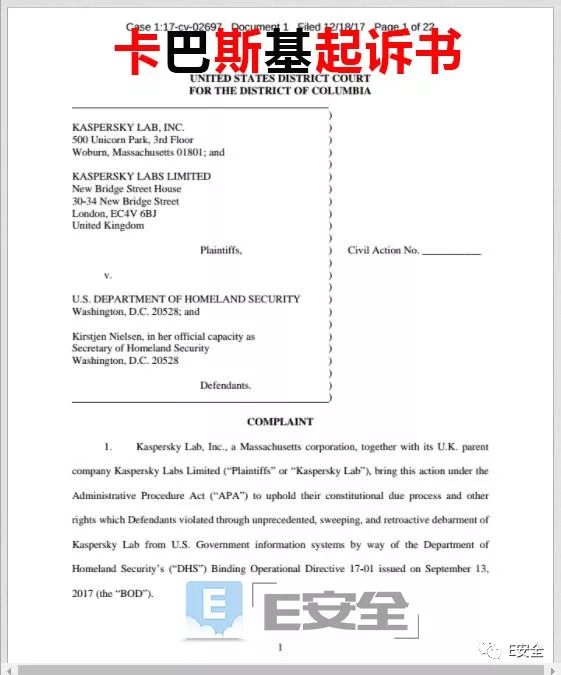 Case 1:17-cv-02697 Document 1 Filed 12/18/17 Page 1 of 22
卡巴斯基起诉书
UNITED STATES DISTRICT COURT
FOR THE DISTRICT OF COLUMBIA
KASPERSKY LAB, INC.
500 Unicorn Park, 3rd Floor
Woburn, Massachusetts 01801; and
KASPERSKY LABS LIMITED
New Bridge Street House
30-34 New Bridge Street
London, EC4V 6BJ
United Kingdom
Plaintiffs,
Civil Action No. ___________
v.
U.S. DEPARTMENT OF HOMELAND SECURITY
Washington, D.C. 20528; and
Kirstjen Nielsen, in her official capacity as
Secretary of Homeland Security
Washington, D.C. 20528
Defendants.
COMPLAINT
1. Kaspersky Lab, Inc., a Massachusetts corporation, together with its U.K. parent
company Kaspersky Labs Limited (“Plaintiffs” or “Kaspersky Lab”), bring this action under the
Administrative Procedure Act (“APA”) to uphold their constitutional due process and other
rights which Defendants violated through unprecedented, sweeping, and retroactive debarment of
Kaspersky Lab from U.S. Government information systems by way of the Department of
Homeland Security’s (“DHS”) Binding Operational Directive 17-01 issued on September 13,
2017 (the “BOD”).
E
E安全
1
E安全